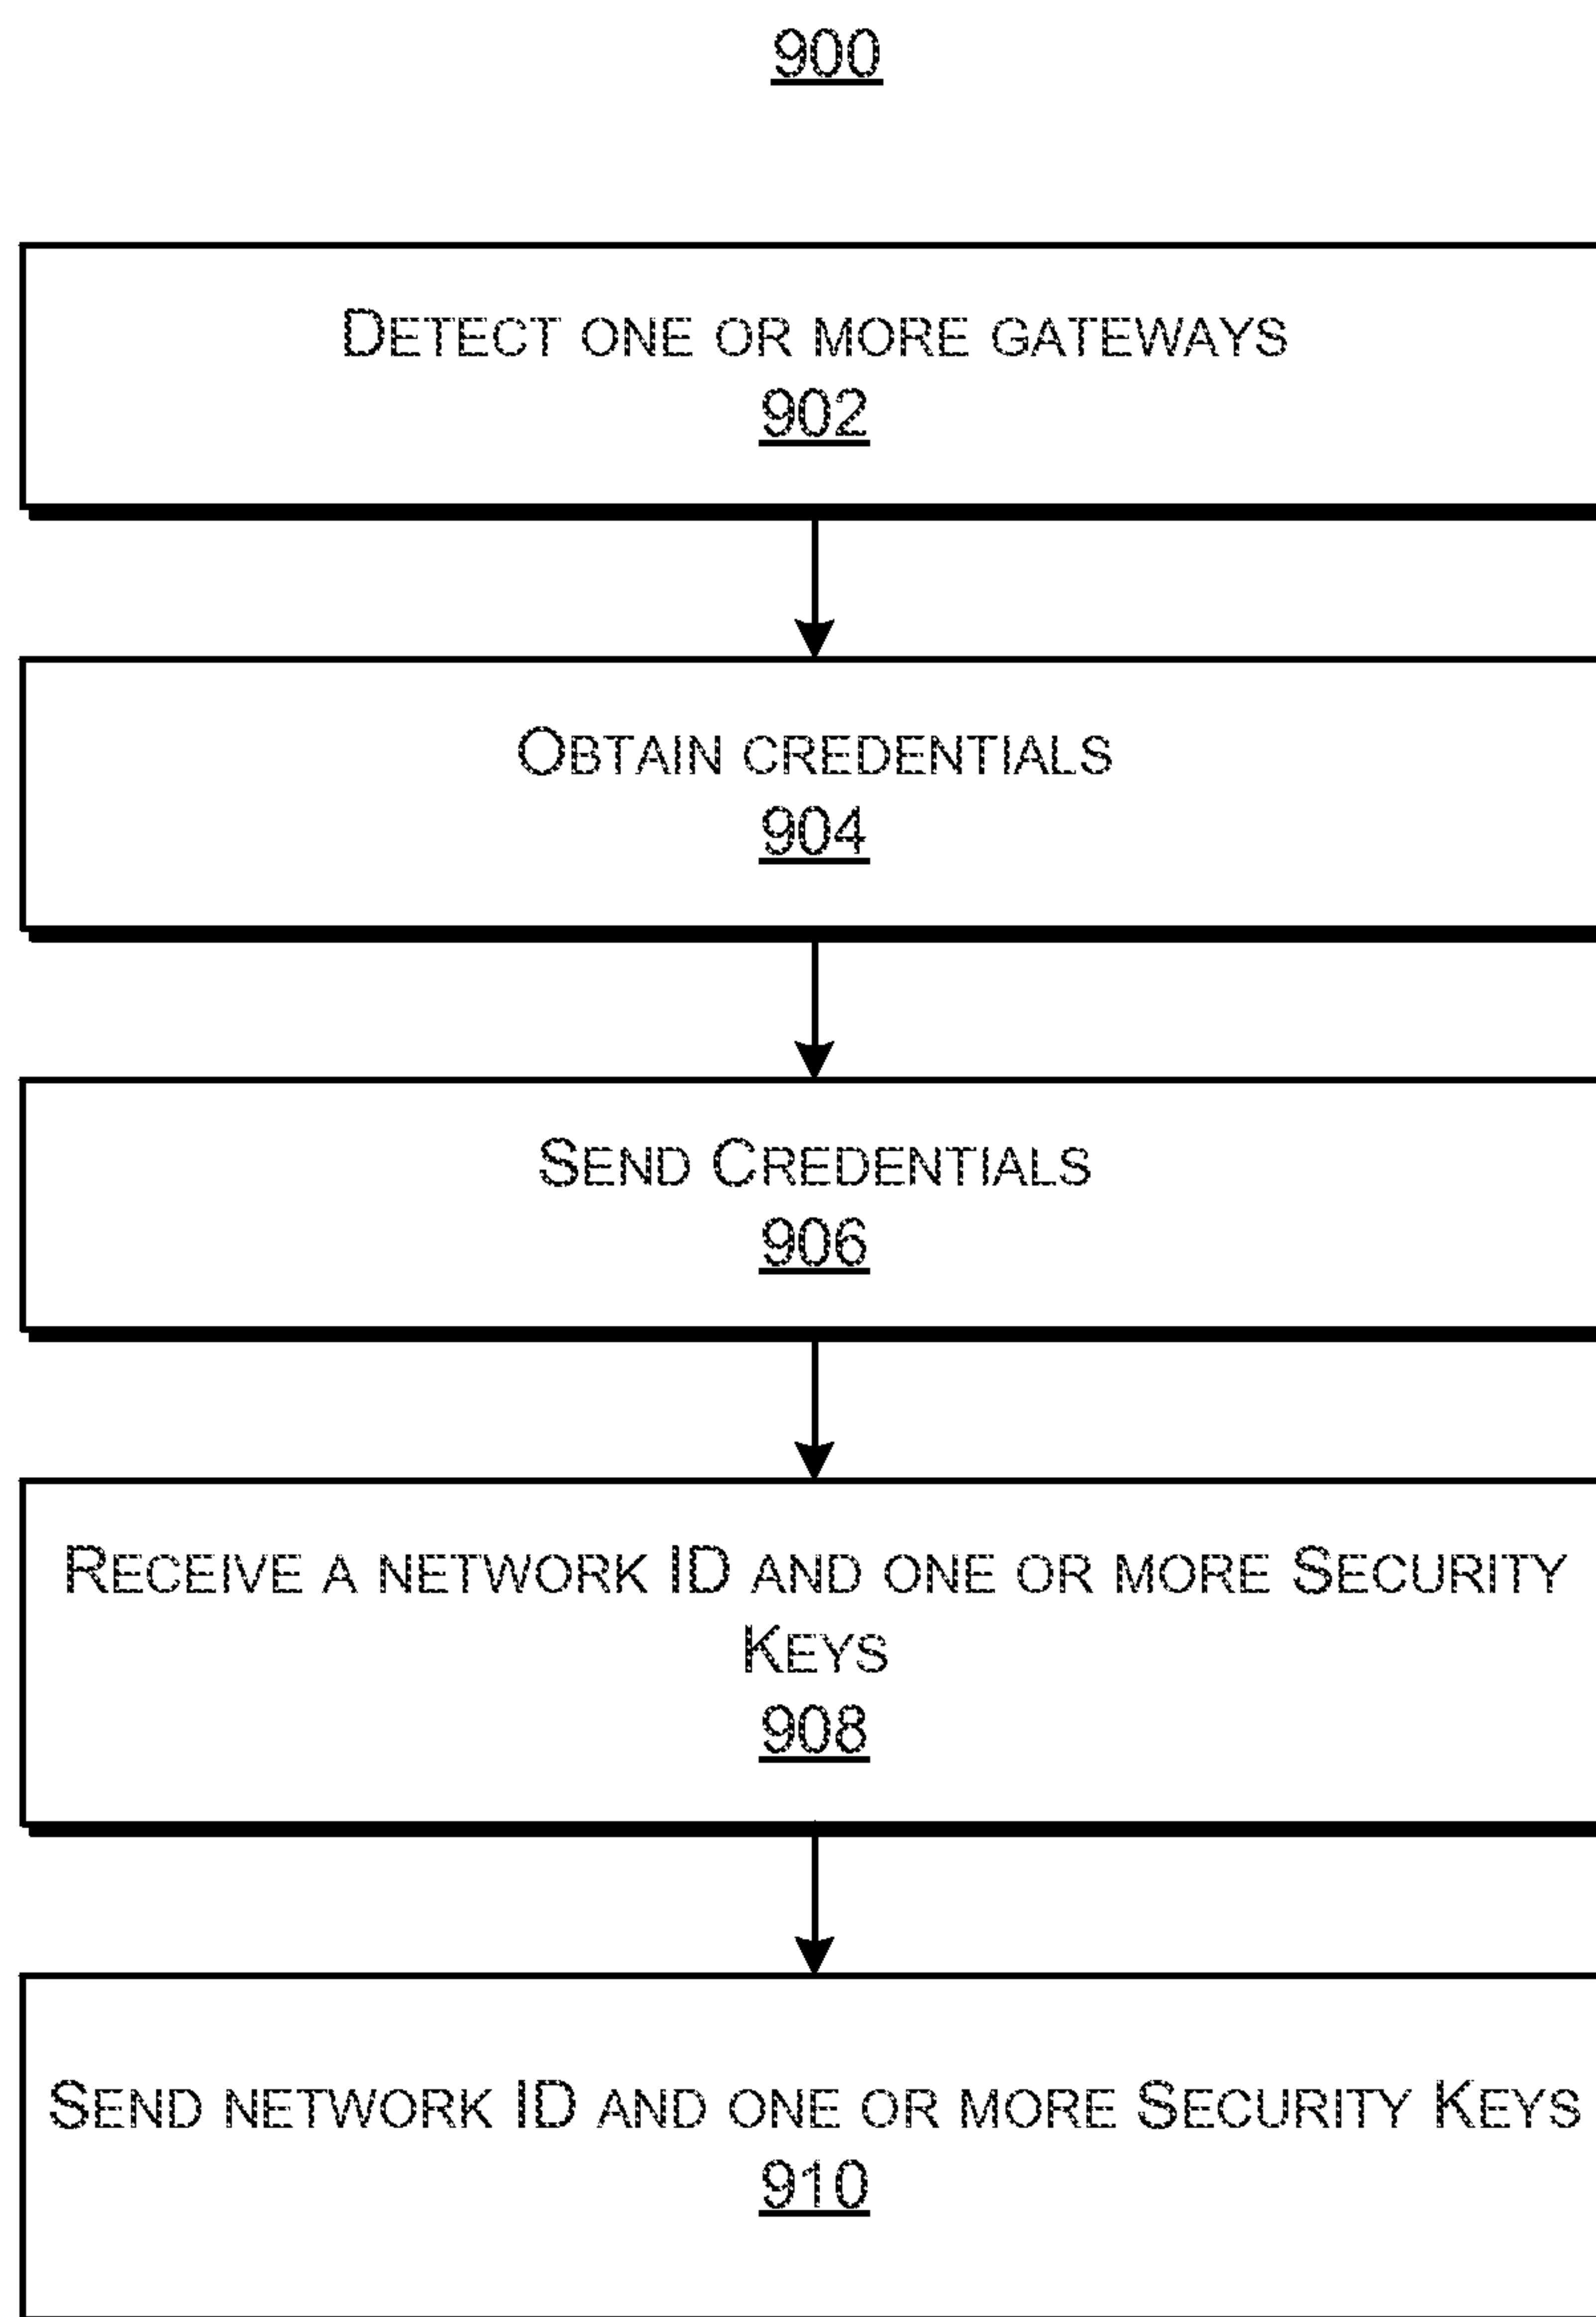 900
Detect one or more gateways
902
Obtain credentials
904
Send Credentials
906
Receive a network ID and one or more Security
Keys
908
Send network ID and one or more Security Keys
910